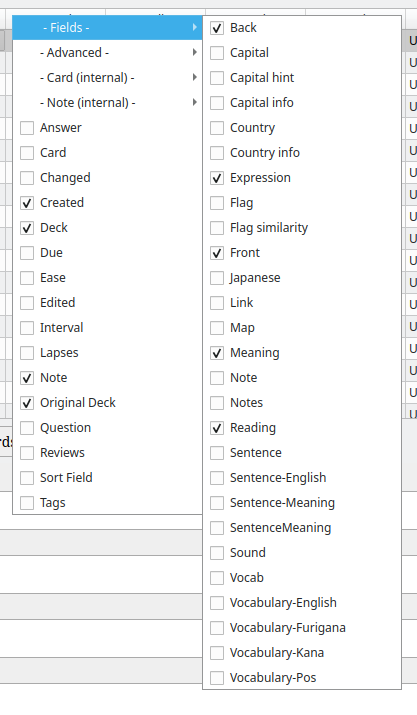 - Fields -
- Advanced -
- Card (internal) -
- Note (internal) -
Answer
Card
Changed
Created
Deck
Due
Ease
Edited
Interval
Lapses
Note
Original Deck
Question
Reviews
Sort Field
Tags
Back
Capital
Capital hint
Capital info
Country
Country info
Expression
Flag
Flag similarity
Front
Japanese
Link
Map
Meaning
Note
Notes
Reading
Sentence
Sentence-English
Sentence-Meaning
SentenceMeaning
Sound
Vocab
Vocabulary-English
Vocabulary-Furigana
Vocabulary-Kana
Vocabulary-Pos